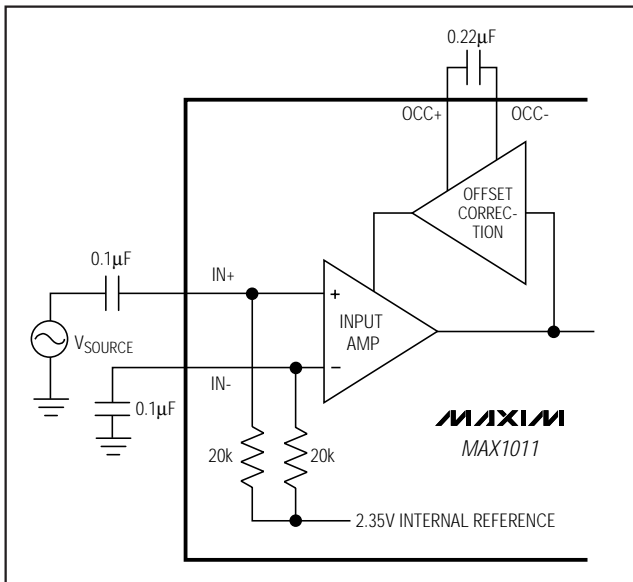 0.22µF
OCC+ OCC-
OFFSET
CORREC-
TION
0.1µF
IN+
+
INPUT
AMP
VSOURCE
−
IN-
0.1µF
MAXIM
MAX1011
20k 20k
2.35V INTERNAL REFERENCE